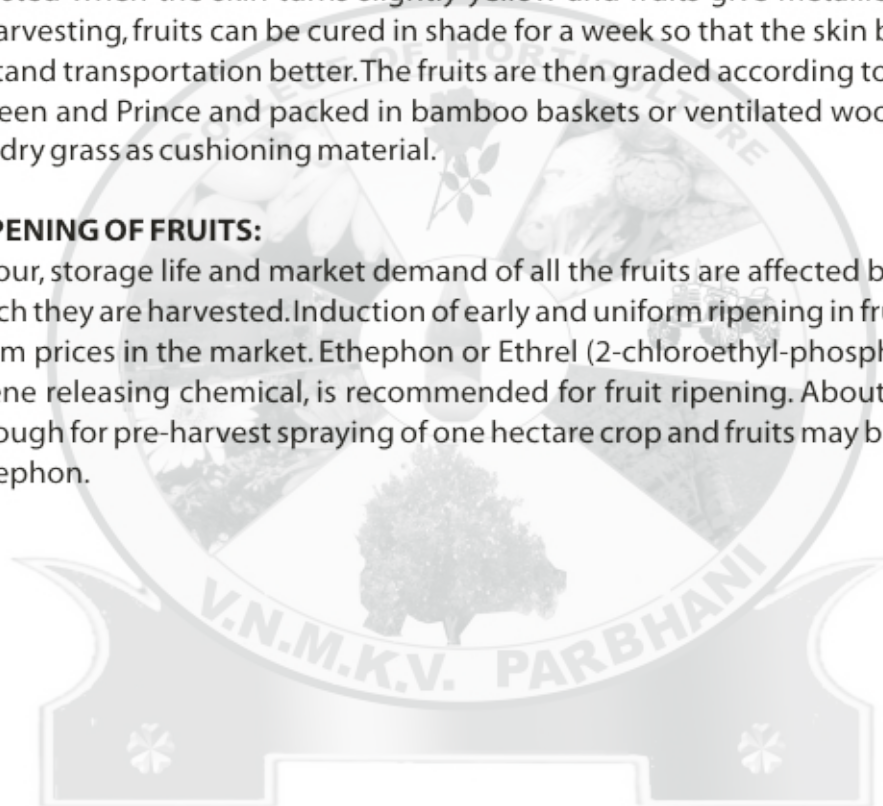 arvesting, fruits can be cured in shade for a week so that the skin b
tand transportation better. The fruits are then graded according to
een and Prince and packed in bamboo baskets or ventilated woo
dry grass as cushioning material.
PENING OF FRUITS:
our, storage life and market demand of all the fruits are affected b
ch they are harvested. Induction of early and uniform ripening in fru
m prices in the market. Ethephon or Ethrel (2-chloroethyl-phosph
ene releasing chemical, is recommended for fruit ripening. About
ough for pre-harvest spraying of one hectare crop and fruits may b
ephon.
COLLEGE OF HORTICULTURE
V.N.M.K.V. PARBHANI